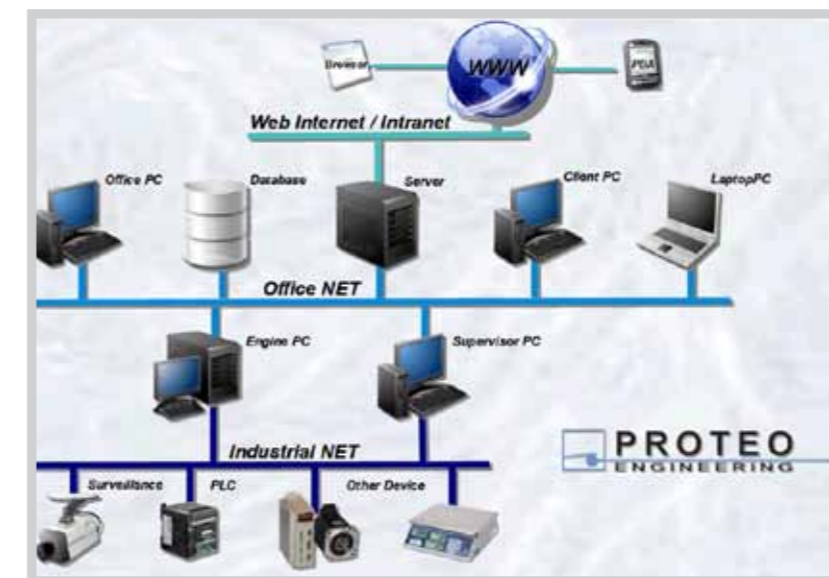 Browser
WWW
PDA
Web Internet / Intranet
Office PC
Database
Server
Client PC
LaptopPC
Office NET
Engine PC
Supervisor PC
Industrial NET
PROTEO
ENGINEERING
Surveillance
PLC
Other Device